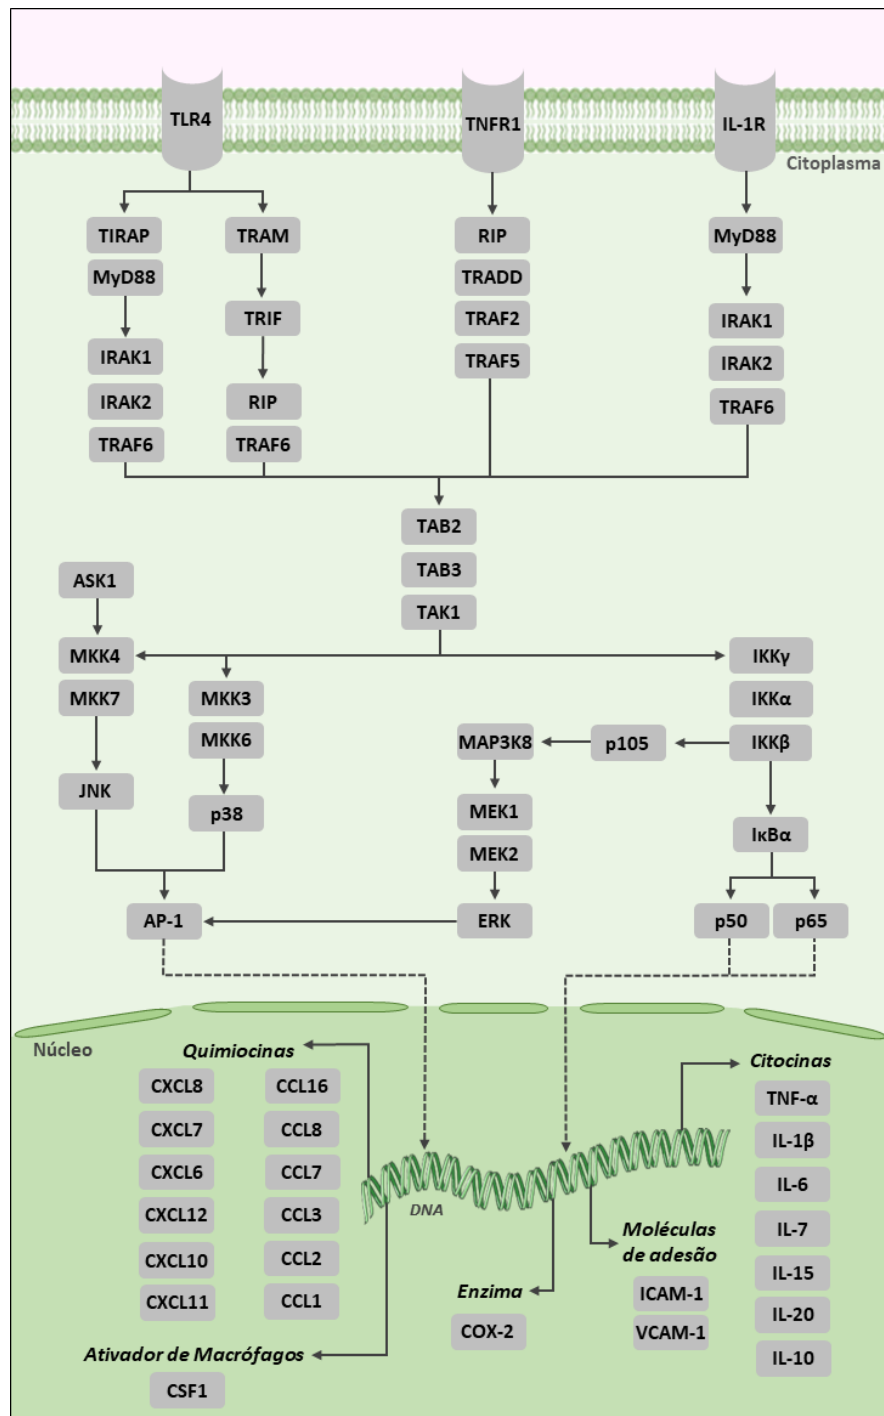 TLR4
TNFR1
IL-1R
Citoplasma
TIRAP
TRAM
RIP
MyD88
MyD88
TRADD
TRIF
TRAF2
IRAK1
IRAK1
TRAF5
IRAK2
IRAK2
RIP
TRAF6
TRAF6
TRAF6
TAB2
TAB3
TAK1
ASK1
MKK4
MKK7
JNK
MKK3
MKK6
p38
IKKγ
IKKα
IKKβ
p105
MAP3K8
MEK1
MEK2
ERK
AP-1
IκBα
p50
p65
Núcleo
Quimiocinas
CXCL8
CXCL7
CXCL6
CXCL12
CXCL10
CXCL11
CCL16
CCL8
CCL7
CCL3
CCL2
CCL1
DNA
Citocinas
TNF-α
IL-1β
IL-6
IL-7
IL-15
IL-20
IL-10
Moléculas
de adesão
ICAM-1
VCAM-1
Enzima
COX-2
Ativador de Macrófagos
CSF1